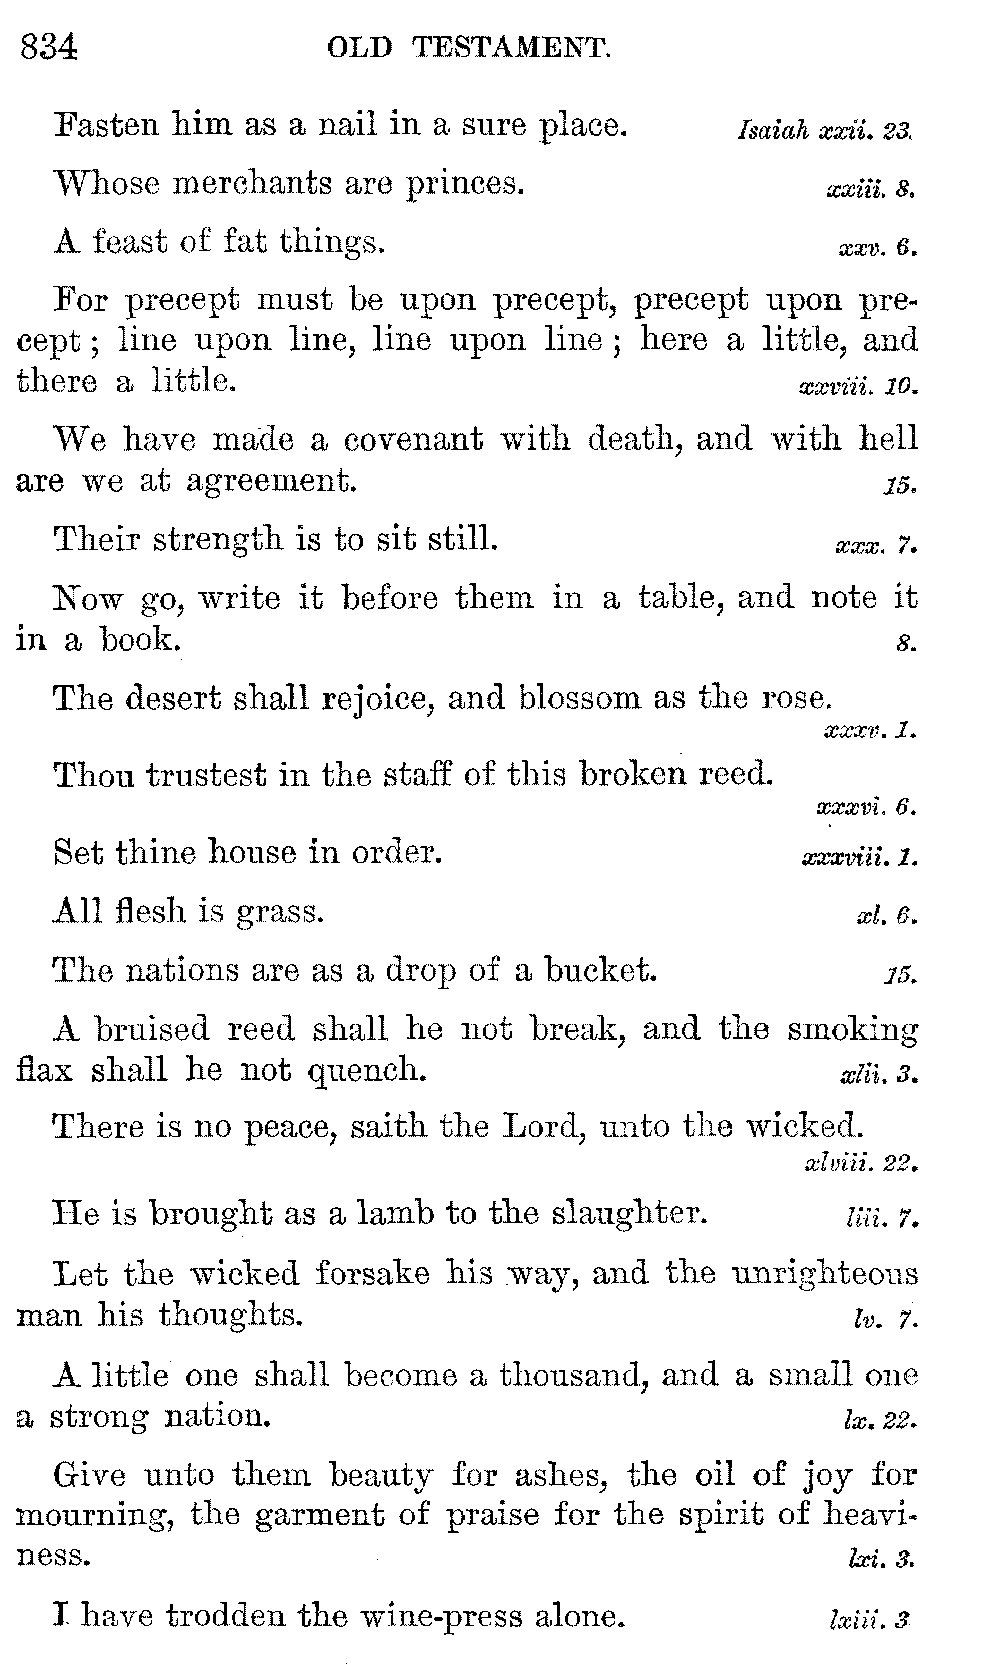 834 OLD TESTAMENT.
Fasten him as a nail in a sure place. Isaiah xxii. 23.
Whose merchants are princes. xxiii. 8.
A feast of fat things. xxv. 6.
For precept must be upon precept, precept upon pre-
cept; line upon line, line upon line; here a little, and
there a little. xxviii. 10.
We have made a covenant with death, and with hell
are we at agreement. 15.
Their strength is to sit still. xxx. 7.
Now go, write it before them in a table, and note it
in a book. 8.
The desert shall rejoice, and blossom as the rose.
xxxv. 1.
Thou trustest in the staff of this broken reed.
xxxvi. 6.
Set thine house in order. xxxviii. 1.
All flesh is grass. xl. 6.
The nations are as a drop of a bucket. 15.
A bruised reed shall he not break, and the smoking
flax shall he not quench. xlii. 3.
There is no peace, saith the Lord, unto the wicked.
xlviii. 22.
He is brought as a lamb to the slaughter. liii. 7.
Let the wicked forsake his way, and the unrighteous
man his thoughts. lv. 7.
A little one shall become a thousand, and a small one
a strong nation. lx. 22.
Give unto them beauty for ashes, the oil of joy for
mourning, the garment of praise for the spirit of heavi-
ness. lxi. 3.
I have trodden the wine-press alone. lxiii. 3